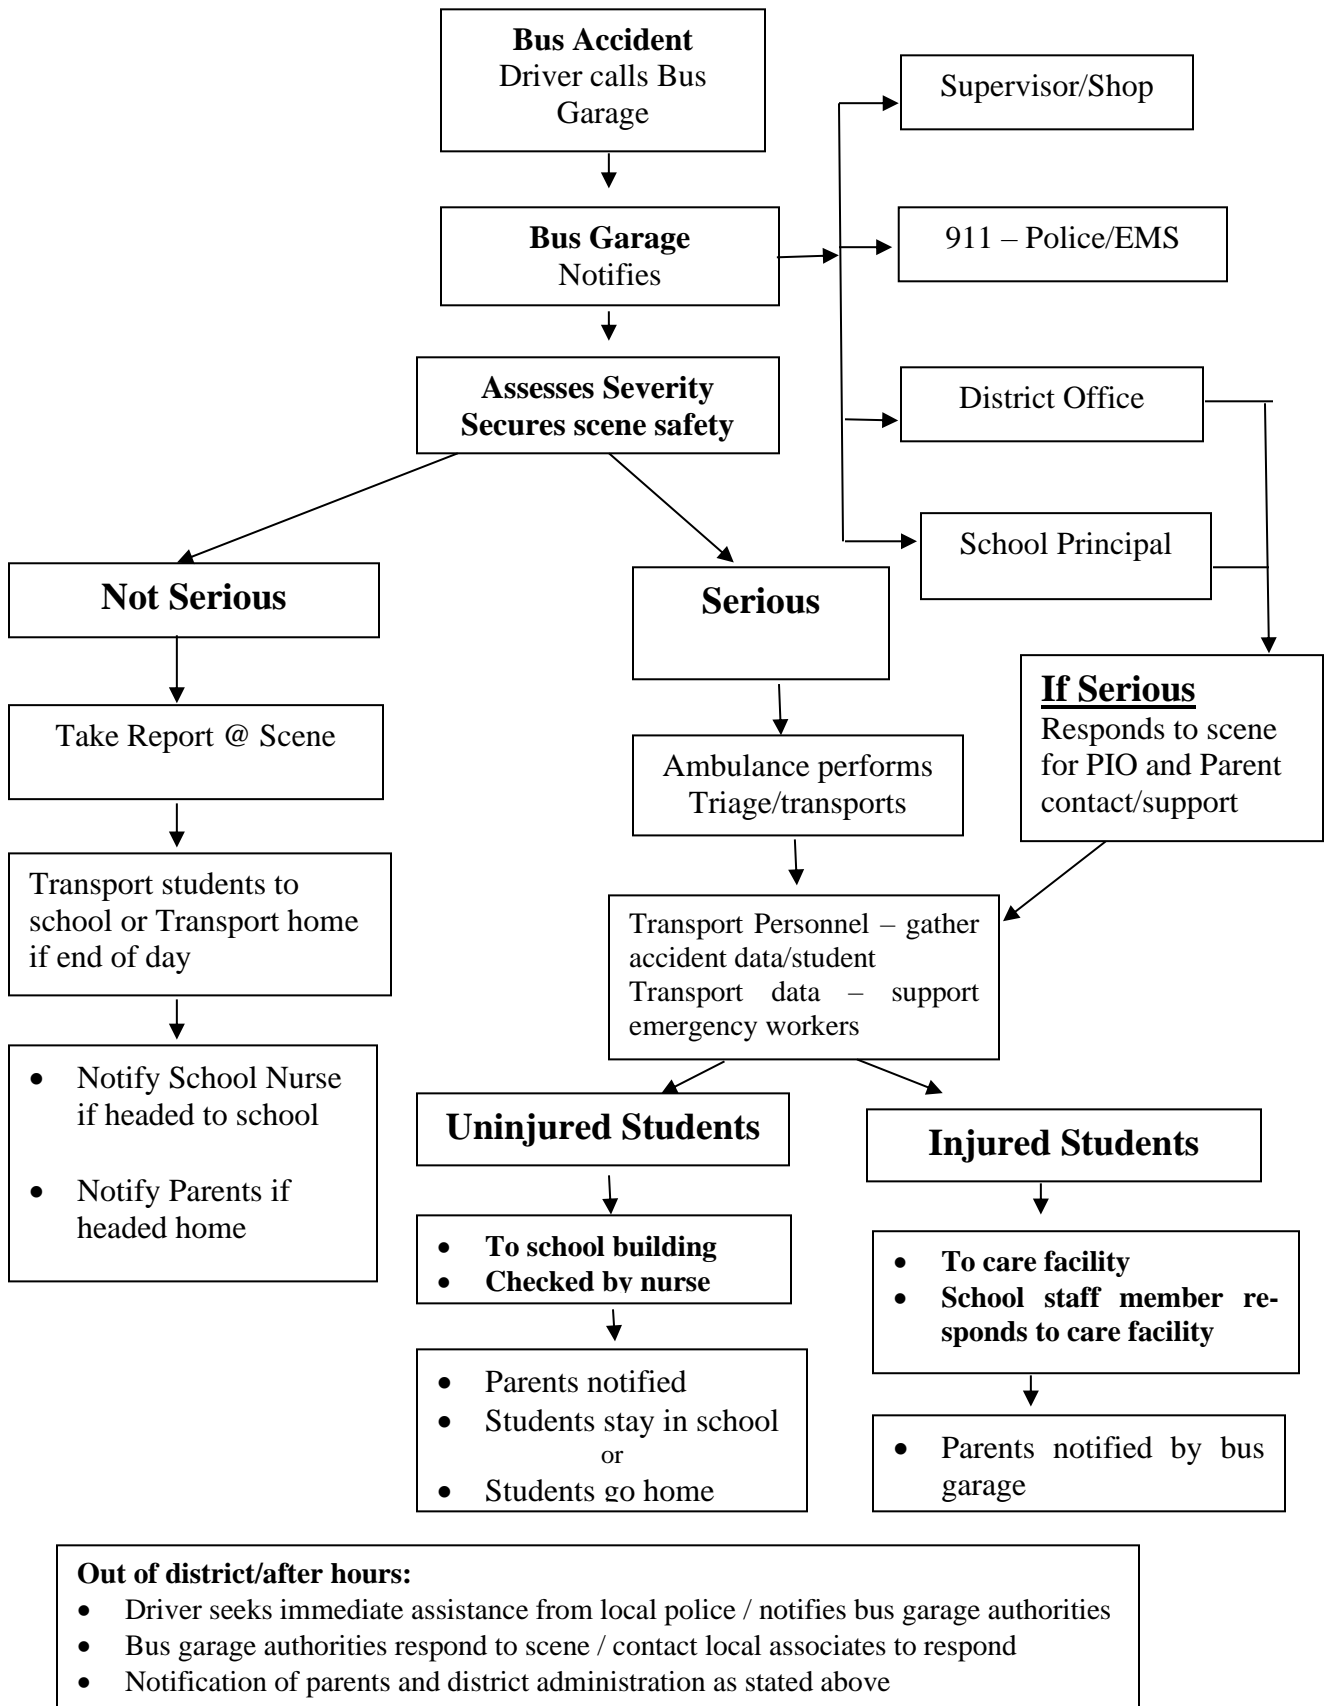 Bus Accident
Driver calls Bus
Garage
Supervisor/Shop
Bus Garage
Notifies
911 – Police/EMS
Assesses Severity
Secures scene safety
District Office
School Principal
Not Serious
Serious
If Serious
Responds to scene
for PIO and Parent
contact/support
Take Report @ Scene
Ambulance performs
Triage/transports
Transport students to
school or Transport home
if end of day
Transport Personnel – gather
accident data/student
Transport data – support
emergency workers
• Notify School Nurse
if headed to school
• Notify Parents if
headed home
Uninjured Students
Injured Students
• To school building
• Checked by nurse
• To care facility
• School staff member re-
sponds to care facility
• Parents notified
• Students stay in school
or
• Students go home
• Parents notified by bus
garage
Out of district/after hours:
• Driver seeks immediate assistance from local police / notifies bus garage authorities
• Bus garage authorities respond to scene / contact local associates to respond
• Notification of parents and district administration as stated above